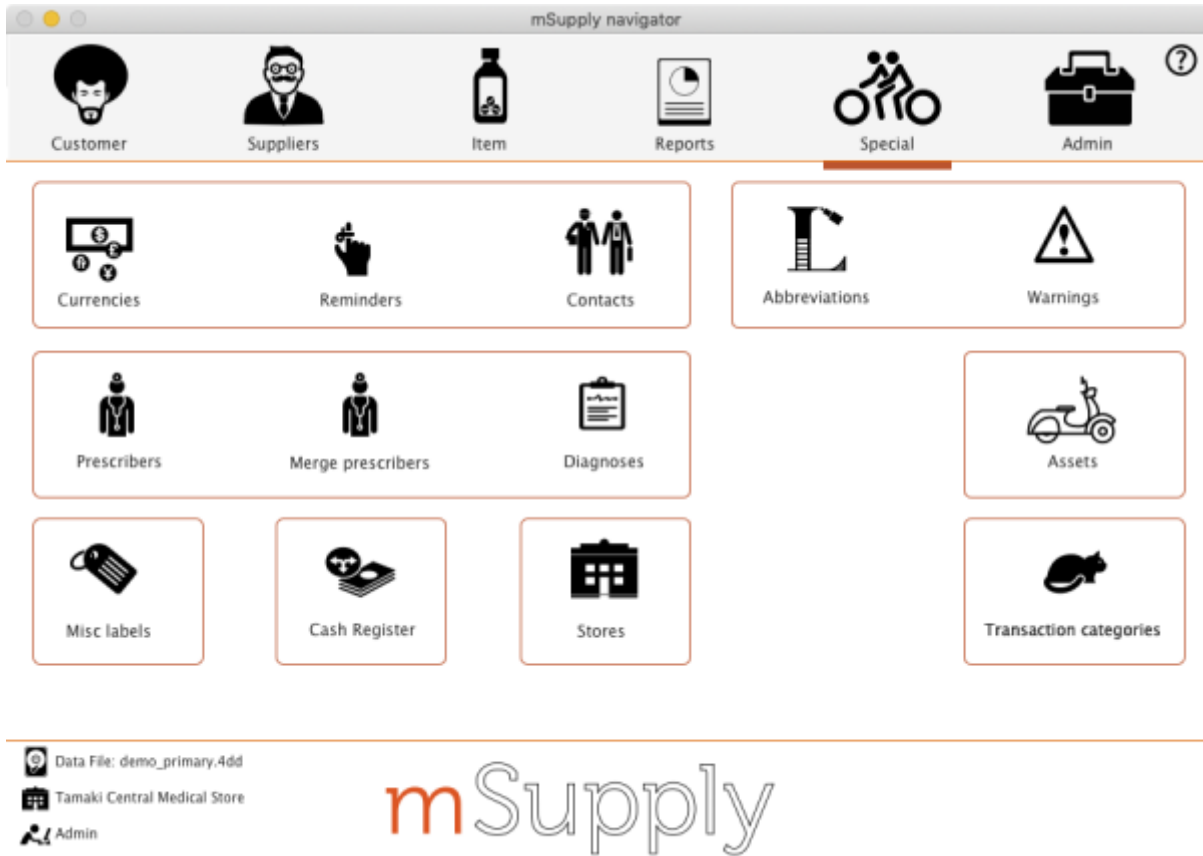 mSupply navigator
?
Customer Suppliers Item Reports Special Admin
Currencies Reminders Contacts Abbreviations Warnings
Prescribers Merge prescribers Diagnoses Assets
Misc labels Cash Register Stores Transaction categories
Data File: demo_primary.4dd
Tamaki Central Medical Store
Admin
mSupply